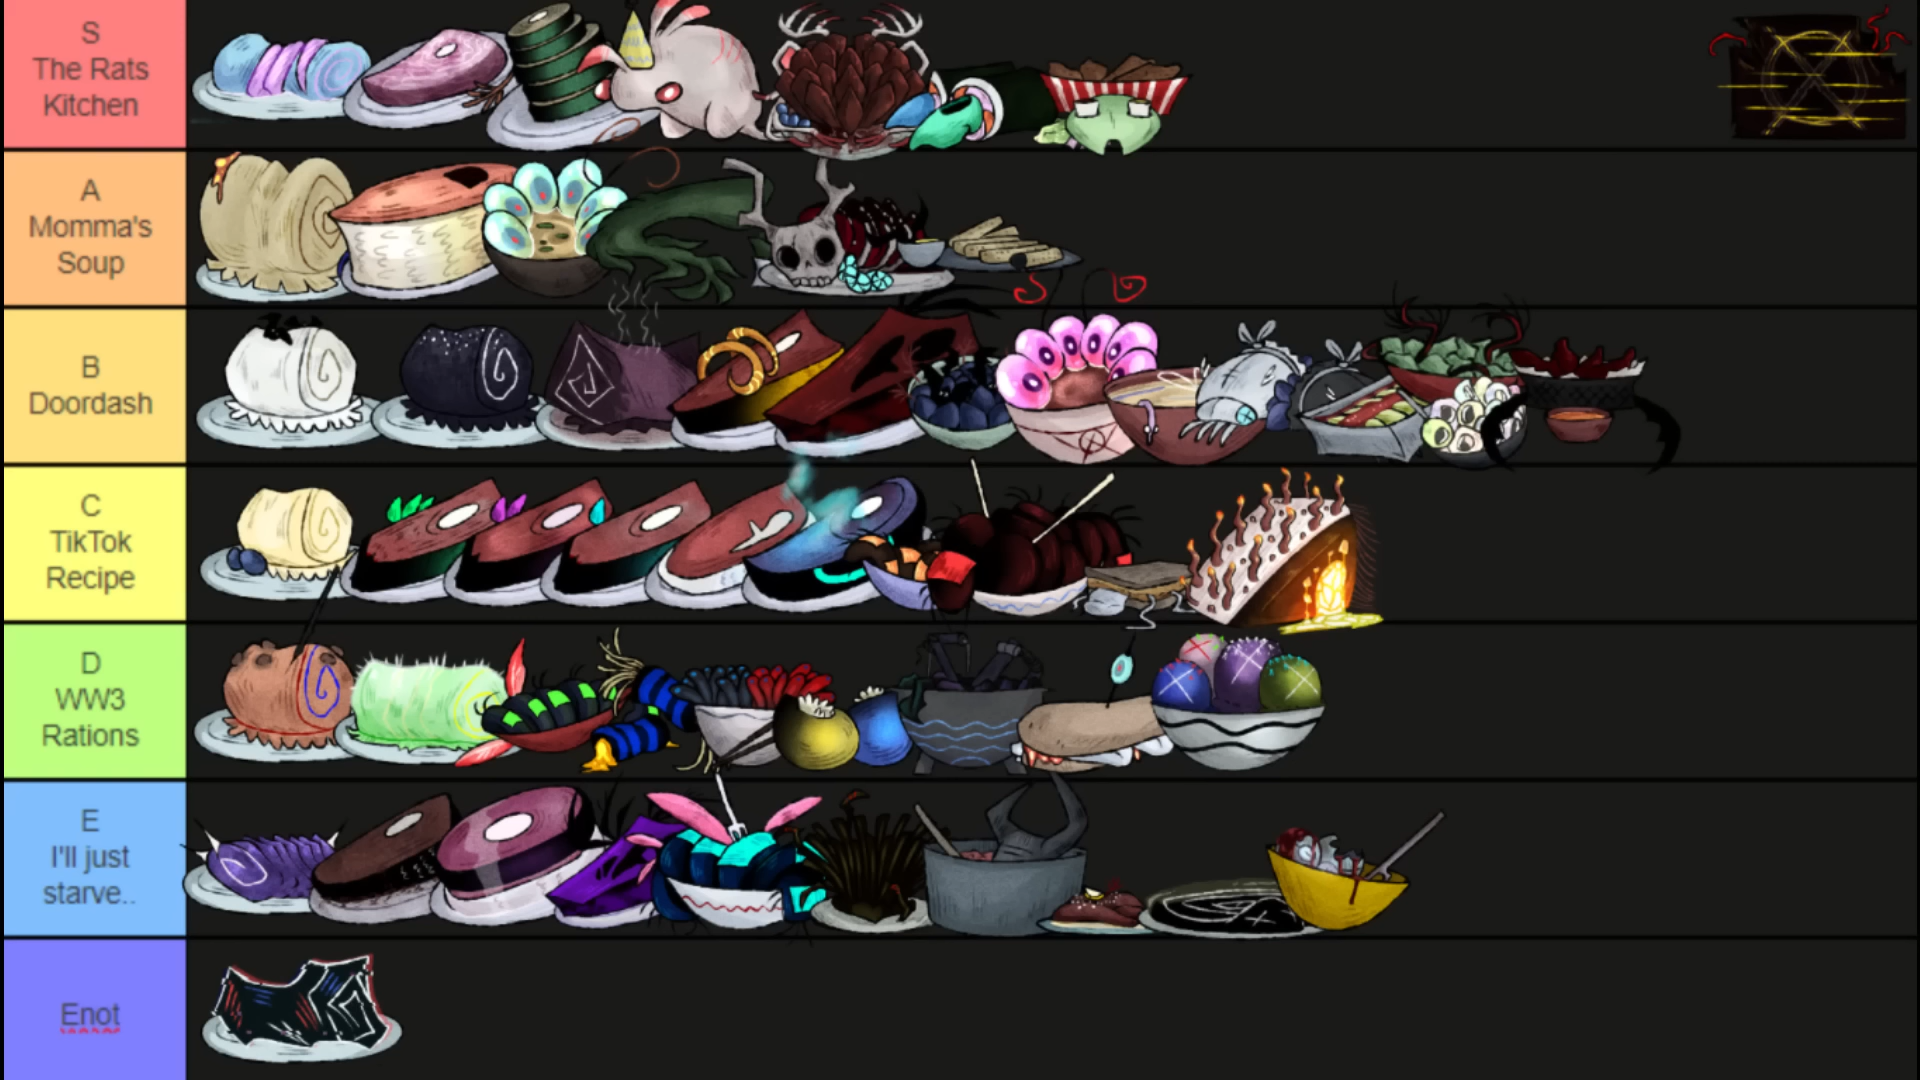 S
The Rats
Kitchen
A
Momma's
Soup
B
Doordash
C
TikTok
Recipe
D
WW3
Rations
E
I'll just
starve..
Enot